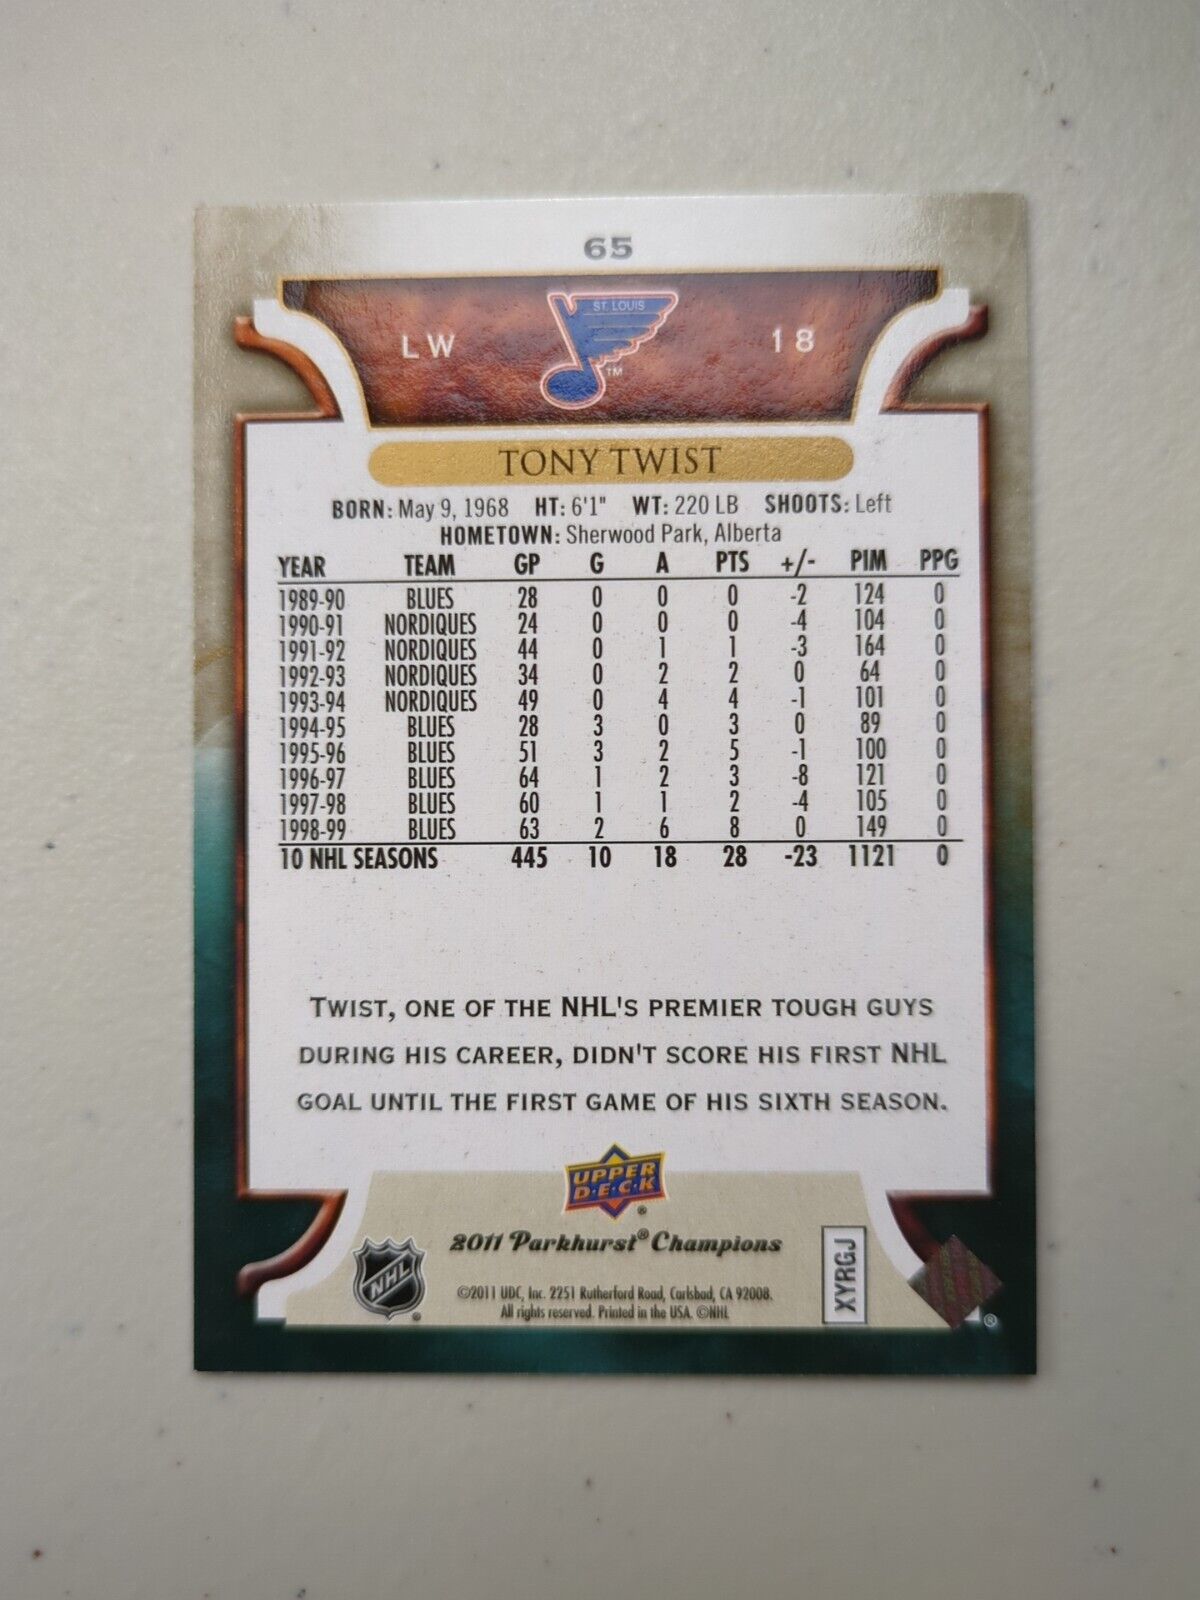 65
LW ST. LOUIS 18
TM
TONY TWIST
BORN: May 9, 1968 HT: 6'1" WT: 220 LB SHOOTS: Left
HOMETOWN: Sherwood Park, Alberta
YEAR TEAM GP G A PTS +/- PIM PPG
1989-90 BLUES 28 0 0 0 -2 124 0
1990-91 NORDIQUES 24 0 0 0 -4 104 0
1991-92 NORDIQUES 44 0 1 1 -3 164 0
1992-93 NORDIQUES 34 0 2 2 0 64 0
1993-94 NORDIQUES 49 0 4 4 -1 101 0
1994-95 BLUES 28 3 0 3 0 89 0
1995-96 BLUES 51 3 2 5 -1 100 0
1996-97 BLUES 64 1 2 3 -8 121 0
1997-98 BLUES 60 1 1 2 -4 105 0
1998-99 BLUES 63 2 6 8 0 149 0
10 NHL SEASONS 445 10 18 28 -23 1121 0
TWIST, ONE OF THE NHL'S PREMIER TOUGH GUYS
DURING HIS CAREER, DIDN'T SCORE HIS FIRST NHL
GOAL UNTIL THE FIRST GAME OF HIS SIXTH SEASON.
UPPER
D·E·C·K
®
2011 Parkhurst® Champions
NHL
®
©2011 UDC, Inc. 2251 Rutherford Road, Carlsbad, CA 92008.
All rights reserved. Printed in the USA. ©NHL
XYRGJ
®